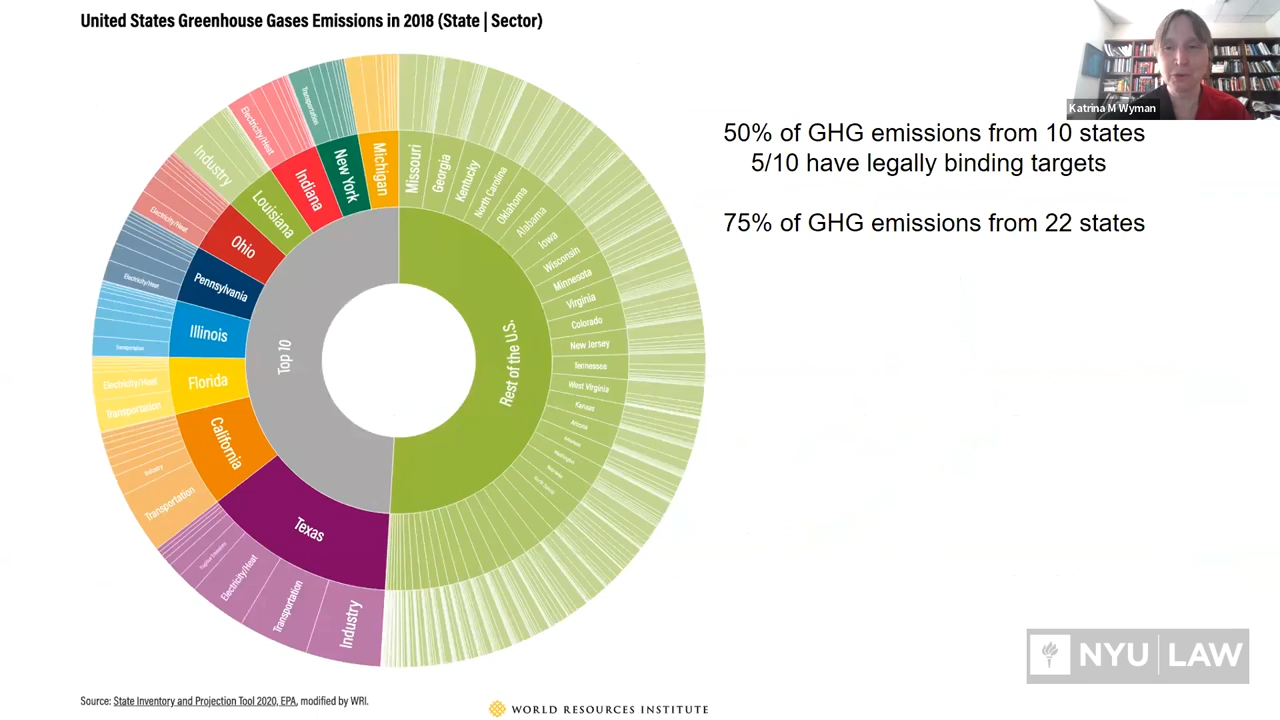 United States Greenhouse Gases Emissions in 2018 (State | Sector)
Katrina M Wyman
50% of GHG emissions from 10 states
5/10 have legally binding targets
75% of GHG emissions from 22 states
Top 10
Rest of the U.S.
Michigan
New York
Transportation
Indiana
Electricity/Heat
Louisiana
Industry
Ohio
Electricity/Heat
Pennsylvania
Electricity/Heat
Illinois
Transportation
Florida
Electricity/Heat
Transportation
California
Industry
Transportation
Texas
Electricity/Heat
Transportation
Industry
Missouri
Georgia
Kentucky
North Carolina
Oklahoma
Alabama
Iowa
Wisconsin
Minnesota
Virginia
Colorado
New Jersey
Tennessee
West Virginia
Kansas
Arizona
NYU LAW
Source: State Inventory and Projection Tool 2020, EPA, modified by WRI.
WORLD RESOURCES INSTITUTE